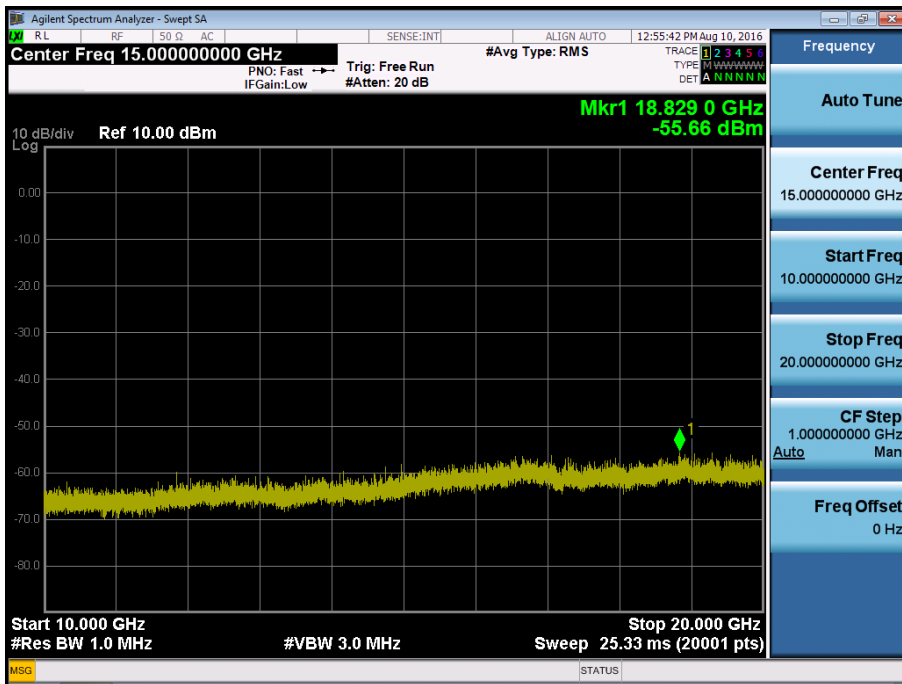 Agilent Spectrum Analyzer - Swept SA
LXI RL RF 50 Ω AC SENSE:INT ALIGN AUTO 12:55:42 PM Aug 10, 2016
Center Freq 15.000000000 GHz
PNO: Fast
IFGain:Low
Trig: Free Run
#Atten: 20 dB
#Avg Type: RMS
TRACE 1 2 3 4 5 6
TYPE M WWWWW
DET A N N N N N
Frequency
Mkr1 18.829 0 GHz
-55.66 dBm
10 dB/div Ref 10.00 dBm
Log
0.00
-10.0
-20.0
-30.0
-40.0
-50.0
-60.0
-70.0
-80.0
1
Start 10.000 GHz Stop 20.000 GHz
#Res BW 1.0 MHz #VBW 3.0 MHz Sweep 25.33 ms (20001 pts)
MSG STATUS
Auto Tune
Center Freq
15.000000000 GHz
Start Freq
10.000000000 GHz
Stop Freq
20.000000000 GHz
CF Step
1.000000000 GHz
Auto Man
Freq Offset
0 Hz